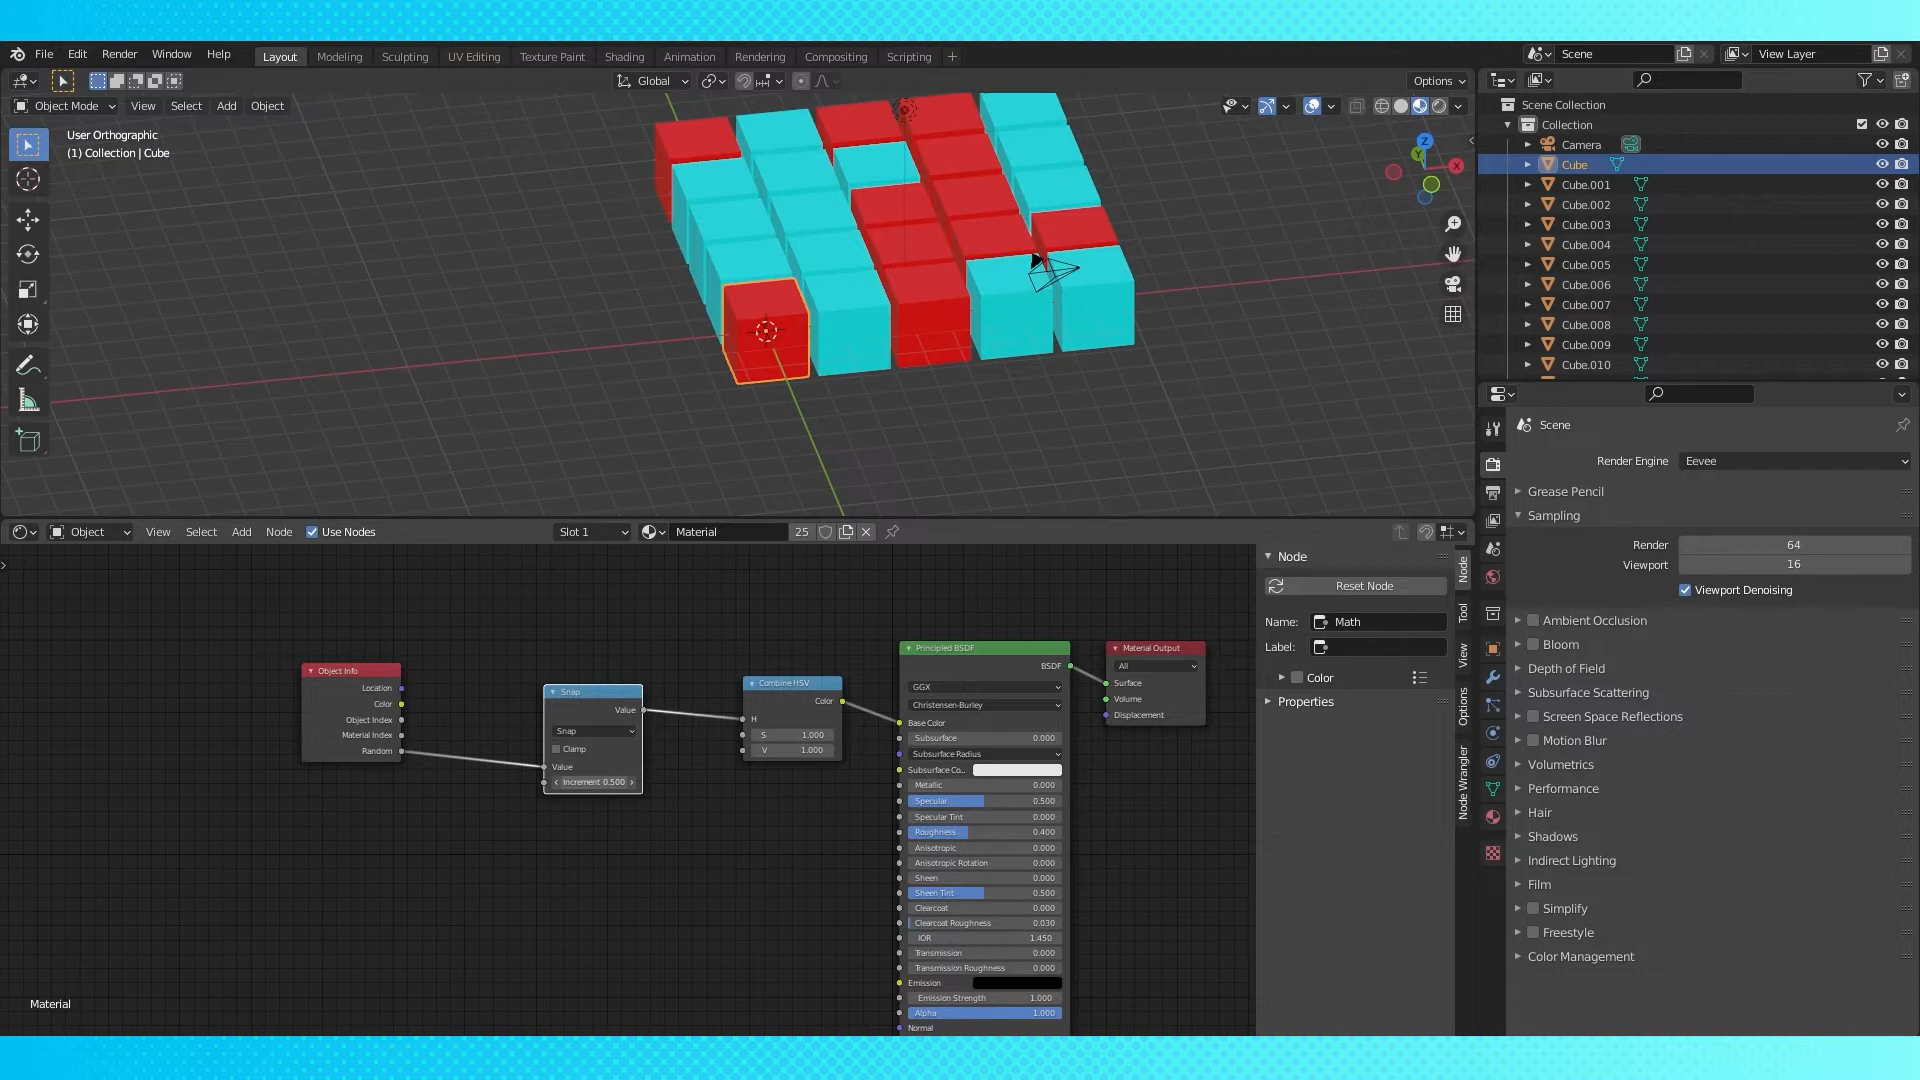 File Edit Render Window Help Layout Modeling Sculpting UV Editing Texture Paint Shading Animation Rendering Compositing Scripting + Scene View Layer
Global Options
Object Mode View Select Add Object
User Orthographic
(1) Collection | Cube
Z
Y
X
Scene Collection
Collection
Camera
Cube
Cube.001
Cube.002
Cube.003
Cube.004
Cube.005
Cube.006
Cube.007
Cube.008
Cube.009
Cube.010
Scene
Render Engine Eevee
Grease Pencil
Sampling
Render 64
Viewport 16
Viewport Denoising
Ambient Occlusion
Bloom
Depth of Field
Subsurface Scattering
Screen Space Reflections
Motion Blur
Volumetrics
Performance
Hair
Shadows
Indirect Lighting
Film
Simplify
Freestyle
Color Management
Object View Select Add Node Use Nodes Slot 1 Material 25
Object Info
Location
Color
Object Index
Material Index
Random
Snap
Value
Snap
Clamp
Value
Increment 0.500
Combine HSV
Color
H
S 1.000
V 1.000
Principled BSDF
BSDF
GGX
Christensen-Burley
Base Color
Subsurface 0.000
Subsurface Radius
Subsurface Co...
Metallic 0.000
Specular 0.500
Specular Tint 0.000
Roughness 0.400
Anisotropic 0.000
Anisotropic Rotation 0.000
Sheen 0.000
Sheen Tint 0.500
Clearcoat 0.000
Clearcoat Roughness 0.030
IOR 1.450
Transmission 0.000
Transmission Roughness 0.000
Emission
Emission Strength 1.000
Alpha 1.000
Normal
Material Output
All
Surface
Volume
Displacement
Node
Reset Node
Name: Math
Label:
Color
Properties
Node
Tool
View
Options
Node Wrangler
Material